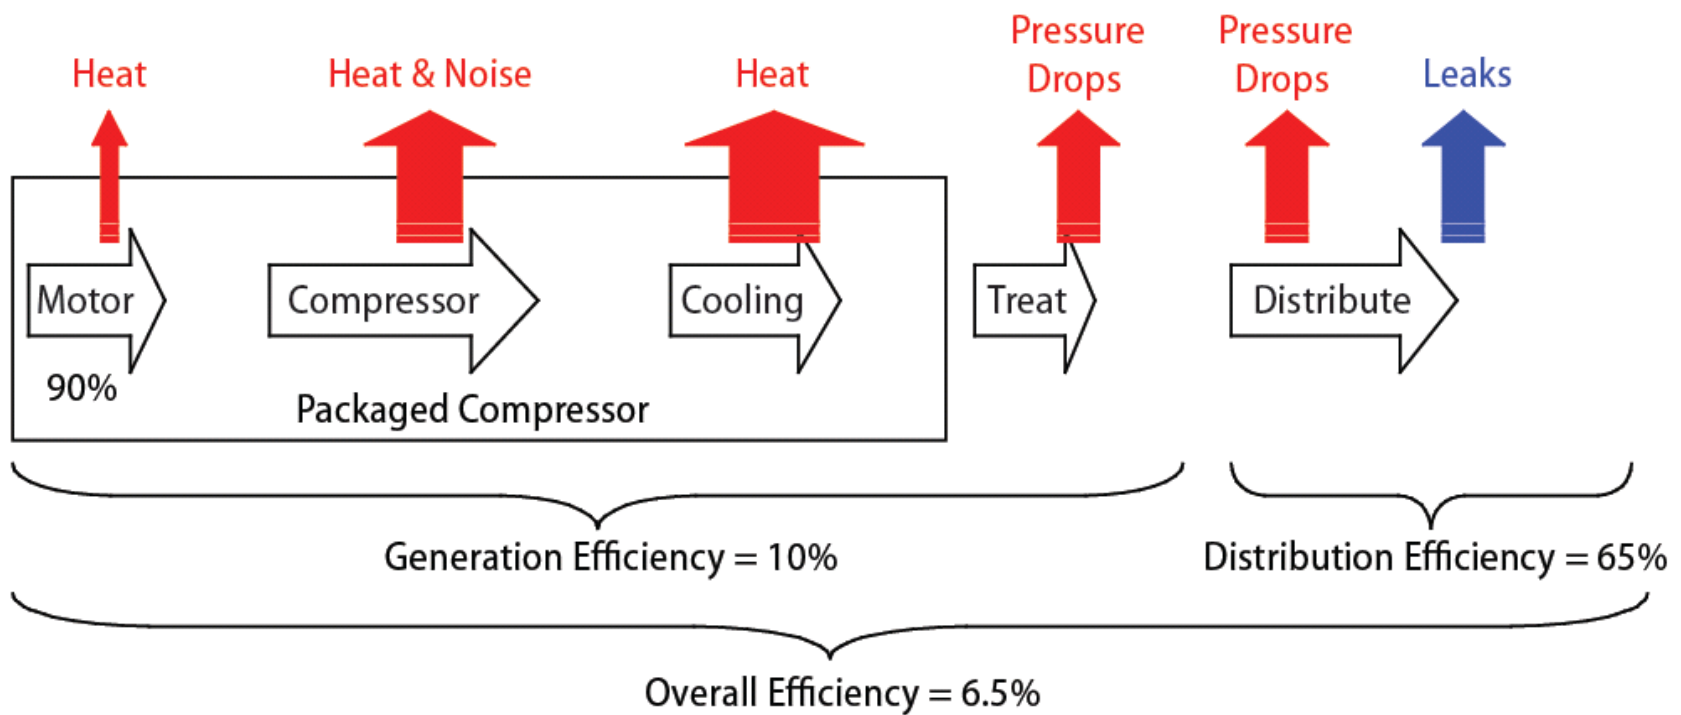 Heat
Heat & Noise
Heat
Pressure
Drops
Pressure
Drops
Leaks
Motor
Compressor
Cooling
Treat
Distribute
90%
Packaged Compressor
Generation Efficiency = 10%
Distribution Efficiency = 65%
Overall Efficiency = 6.5%